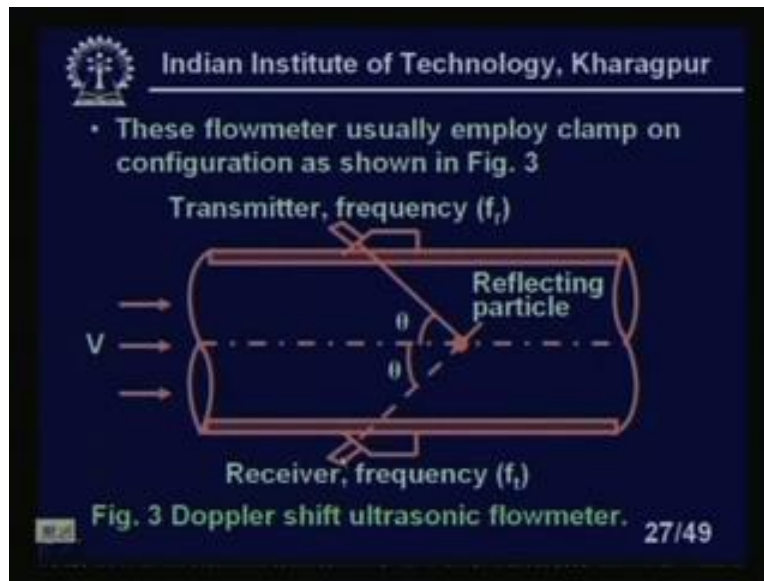 Indian Institute of Technology, Kharagpur
• These flowmeter usually employ clamp on
configuration as shown in Fig. 3
Transmitter, frequency (fr)
Reflecting
particle
θ
V
θ
Receiver, frequency (ft)
Fig. 3 Doppler shift ultrasonic flowmeter.
27/49